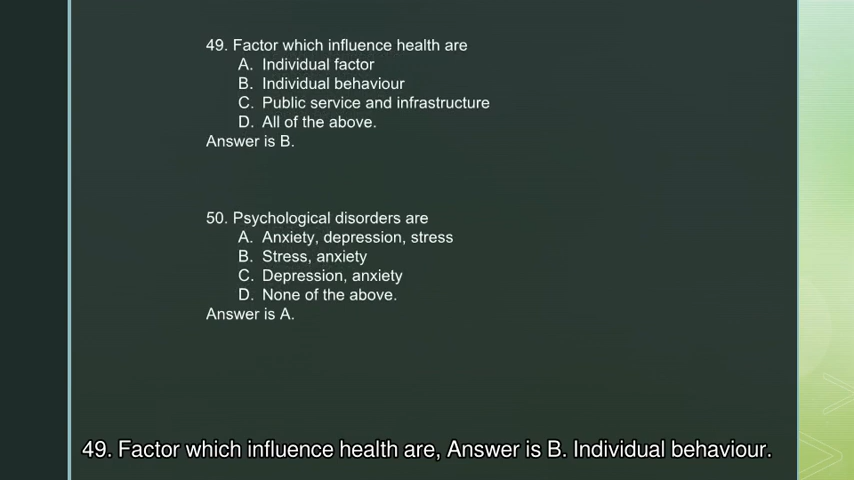 49. Factor which influence health are
A. Individual factor
B. Individual behaviour
C. Public service and infrastructure
D. All of the above.
Answer is B.
50. Psychological disorders are
A. Anxiety, depression, stress
B. Stress, anxiety
C. Depression, anxiety
D. None of the above.
Answer is A.
49. Factor which influence health are, Answer is B. Individual behaviour.